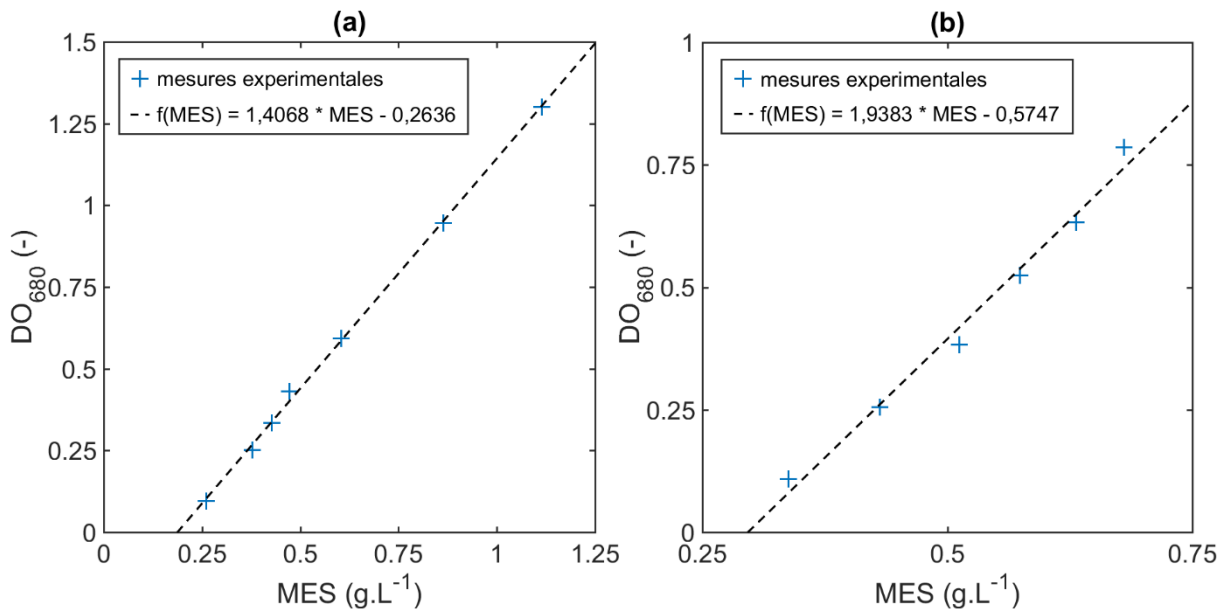 (a)
1.5
1.25
1
0.75
0.5
0.25
0
DO680 (-)
mesures experimentales
f(MES) = 1,4068 * MES - 0,2636
0 0.25 0.5 0.75 1 1.25
MES (g.L-1)
(b)
1
0.75
0.5
0.25
0
DO680 (-)
mesures experimentales
f(MES) = 1,9383 * MES - 0,5747
0.25 0.5 0.75
MES (g.L-1)